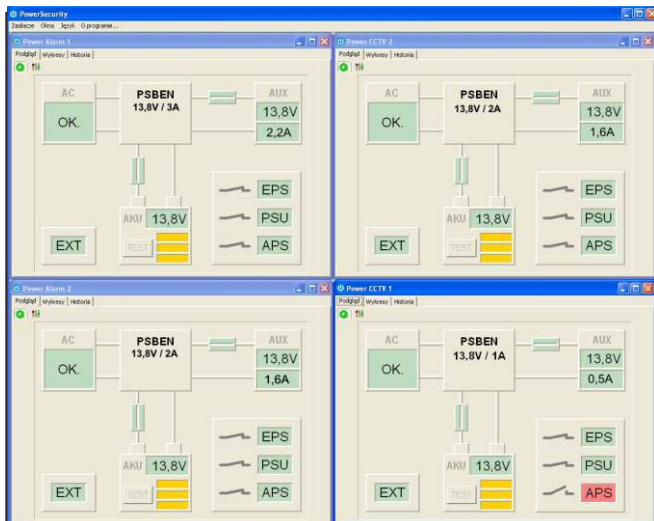 PowerSecurity
Zasilacze Okna Język O programie...
Power Alarm 1
Podgląd Wykresy Historia
AC
OK.
PSBEN
13,8V / 3A
AUX
13,8V
2,2A
AKU 13,8V
TEST
EXT
EPS
PSU
APS
Power CCTV 2
Podgląd Wykresy Historia
AC
OK.
PSBEN
13,8V / 2A
AUX
13,8V
1,6A
AKU 13,8V
TEST
EXT
EPS
PSU
APS
Power Alarm 2
Podgląd Wykresy Historia
AC
OK.
PSBEN
13,8V / 2A
AUX
13,8V
1,6A
AKU 13,8V
TEST
EXT
EPS
PSU
APS
Power CCTV 1
Podgląd Wykresy Historia
AC
OK.
PSBEN
13,8V / 1A
AUX
13,8V
0,5A
AKU 13,8V
TEST
EXT
EPS
PSU
APS